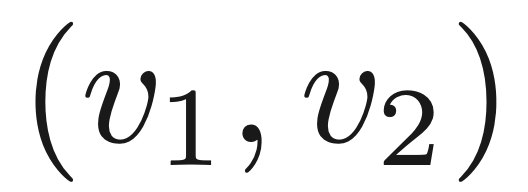 (v₁, v₂)